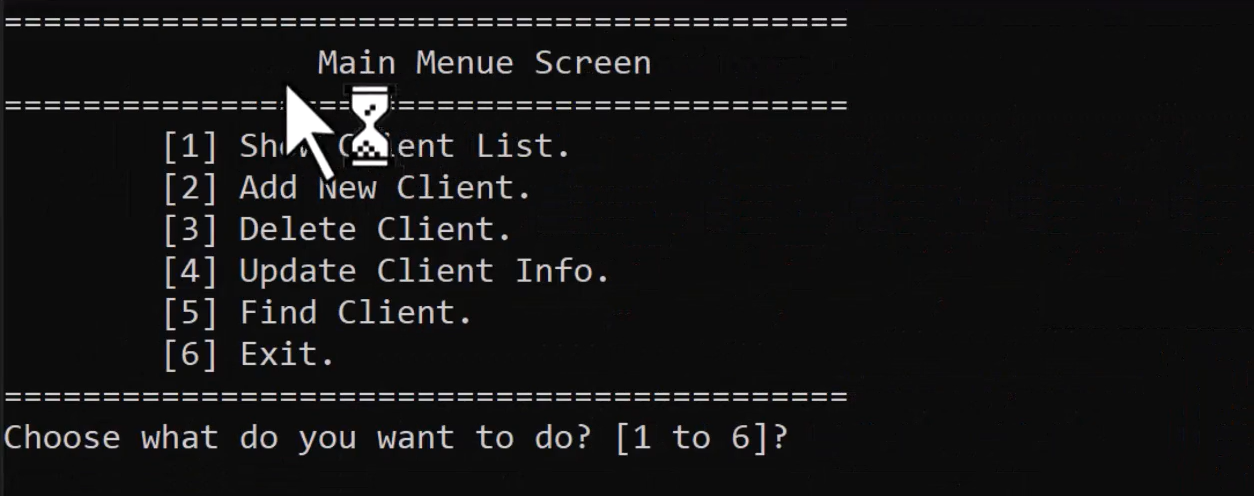 ===========================================
Main Menue Screen
===========================================
[1] Show Client List.
[2] Add New Client.
[3] Delete Client.
[4] Update Client Info.
[5] Find Client.
[6] Exit.
===========================================
Choose what do you want to do? [1 to 6]?